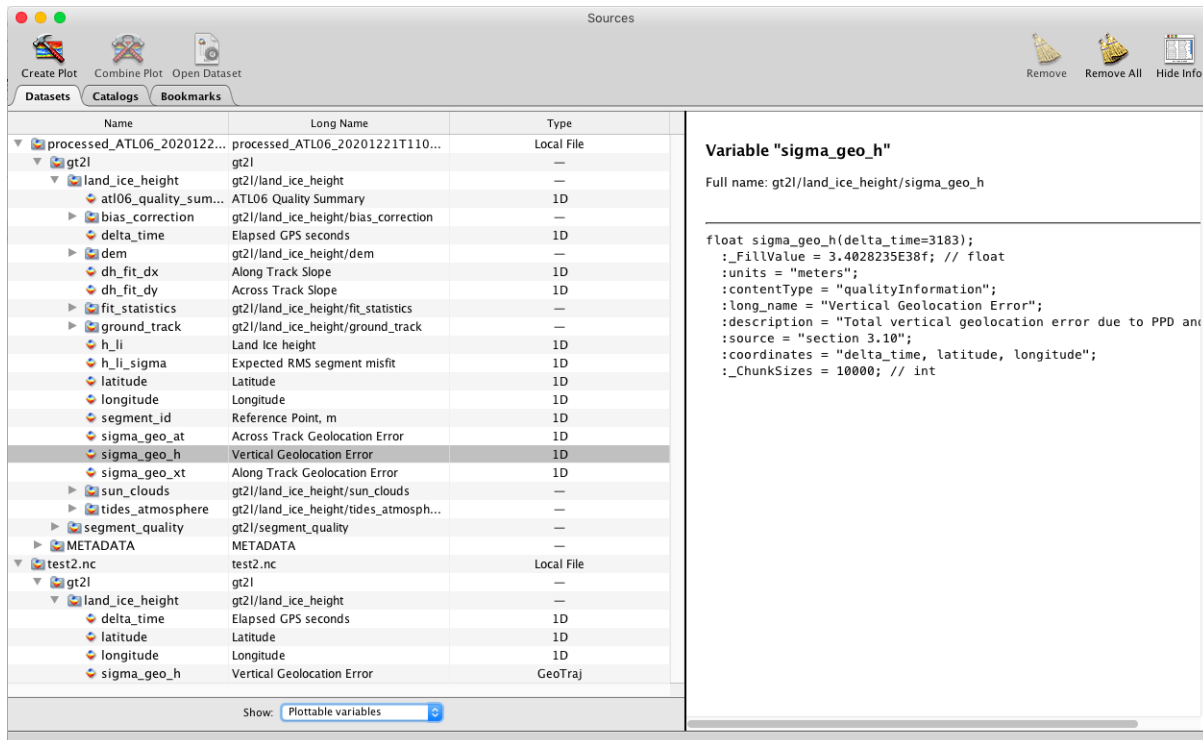 Sources
Create Plot Combine Plot Open Dataset Remove Remove All Hide Info
Datasets Catalogs Bookmarks
Name Long Name Type
processed_ATL06_2020122... processed_ATL06_20201221T110... Local File
gt2l gt2l —
land_ice_height gt2l/land_ice_height —
atl06_quality_sum... ATL06 Quality Summary 1D
bias_correction gt2l/land_ice_height/bias_correction —
delta_time Elapsed GPS seconds 1D
dem gt2l/land_ice_height/dem —
dh_fit_dx Along Track Slope 1D
dh_fit_dy Across Track Slope 1D
fit_statistics gt2l/land_ice_height/fit_statistics —
ground_track gt2l/land_ice_height/ground_track —
h_li Land Ice height 1D
h_li_sigma Expected RMS segment misfit 1D
latitude Latitude 1D
longitude Longitude 1D
segment_id Reference Point, m 1D
sigma_geo_at Across Track Geolocation Error 1D
sigma_geo_h Vertical Geolocation Error 1D
sigma_geo_xt Along Track Geolocation Error 1D
sun_clouds gt2l/land_ice_height/sun_clouds —
tides_atmosphere gt2l/land_ice_height/tides_atmosph... —
segment_quality gt2l/segment_quality —
METADATA METADATA —
test2.nc test2.nc Local File
gt2l gt2l —
land_ice_height gt2l/land_ice_height —
delta_time Elapsed GPS seconds 1D
latitude Latitude 1D
longitude Longitude 1D
sigma_geo_h Vertical Geolocation Error GeoTraj
Show: Plottable variables
Variable "sigma_geo_h"
Full name: gt2l/land_ice_height/sigma_geo_h
float sigma_geo_h(delta_time=3183);
:_FillValue = 3.4028235E38f; // float
:units = "meters";
:contentType = "qualityInformation";
:long_name = "Vertical Geolocation Error";
:description = "Total vertical geolocation error due to PPD and
:source = "section 3.10";
:coordinates = "delta_time, latitude, longitude";
:_ChunkSizes = 10000; // int